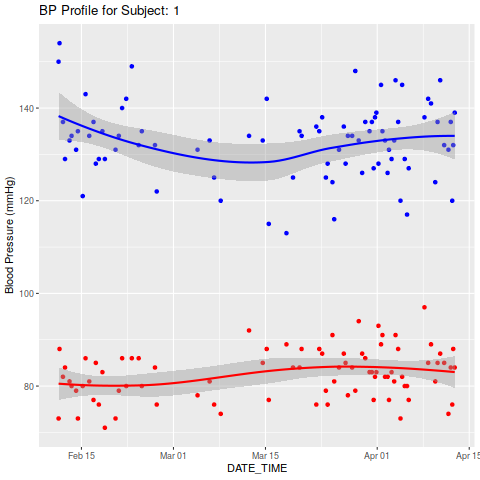 BP Profile for Subject: 1
Blood Pressure (mmHg)
140
120
100
80
Feb 15
Mar 01
Mar 15
Apr 01
Apr 15
DATE_TIME